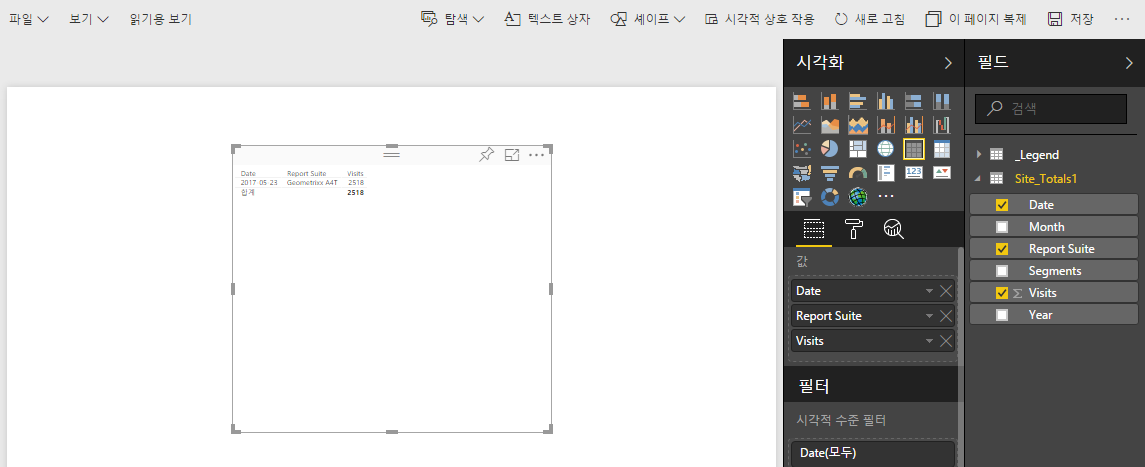 파일 보기 읽기용 보기 탐색 텍스트 상자 셰이프 시각적 상호 작용 새로 고침 이 페이지 복제 저장
시각화
필드
검색
_Legend
Site_Totals1
Date
Month
Report Suite
Segments
Visits
Year
123
값
Date
Report Suite
Visits
필터
시각적 수준 필터
Date(모두)
Date Report Suite Visits
2017 05 23 Geometrixx A4T 2518
합계 2518